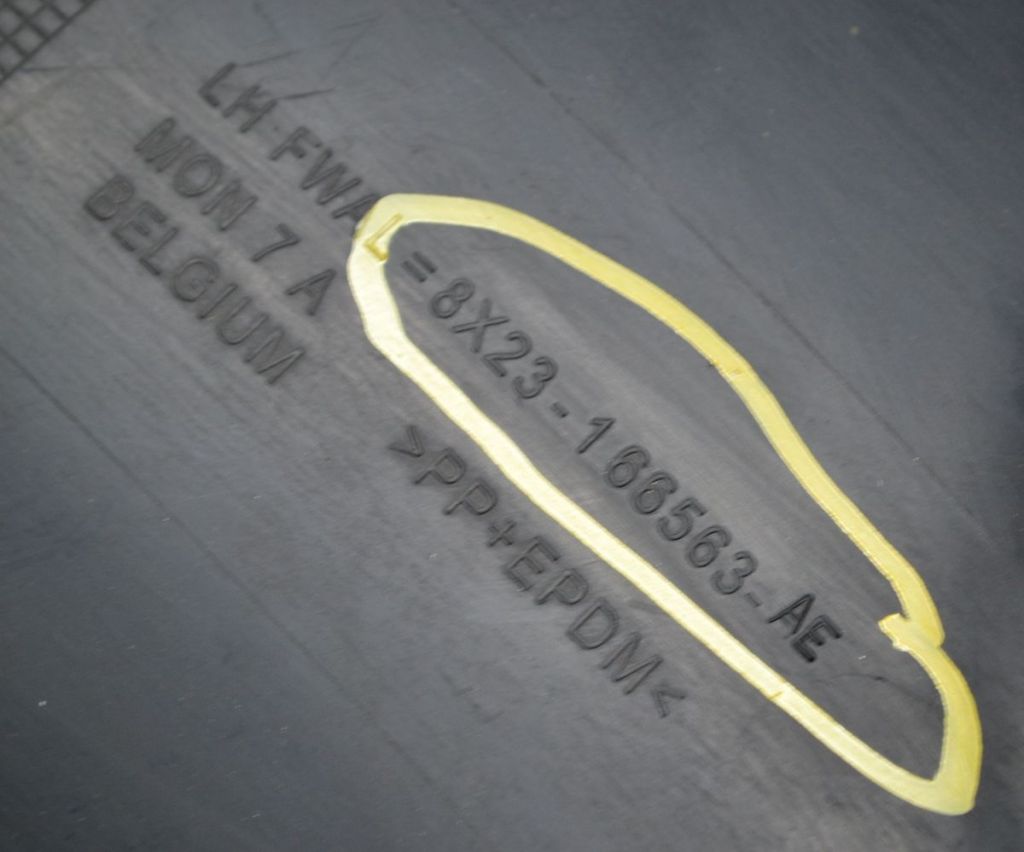 LH FWA L =8X23-166563-AE
MON 7 A
>PP+EPDM<
BELGIUM